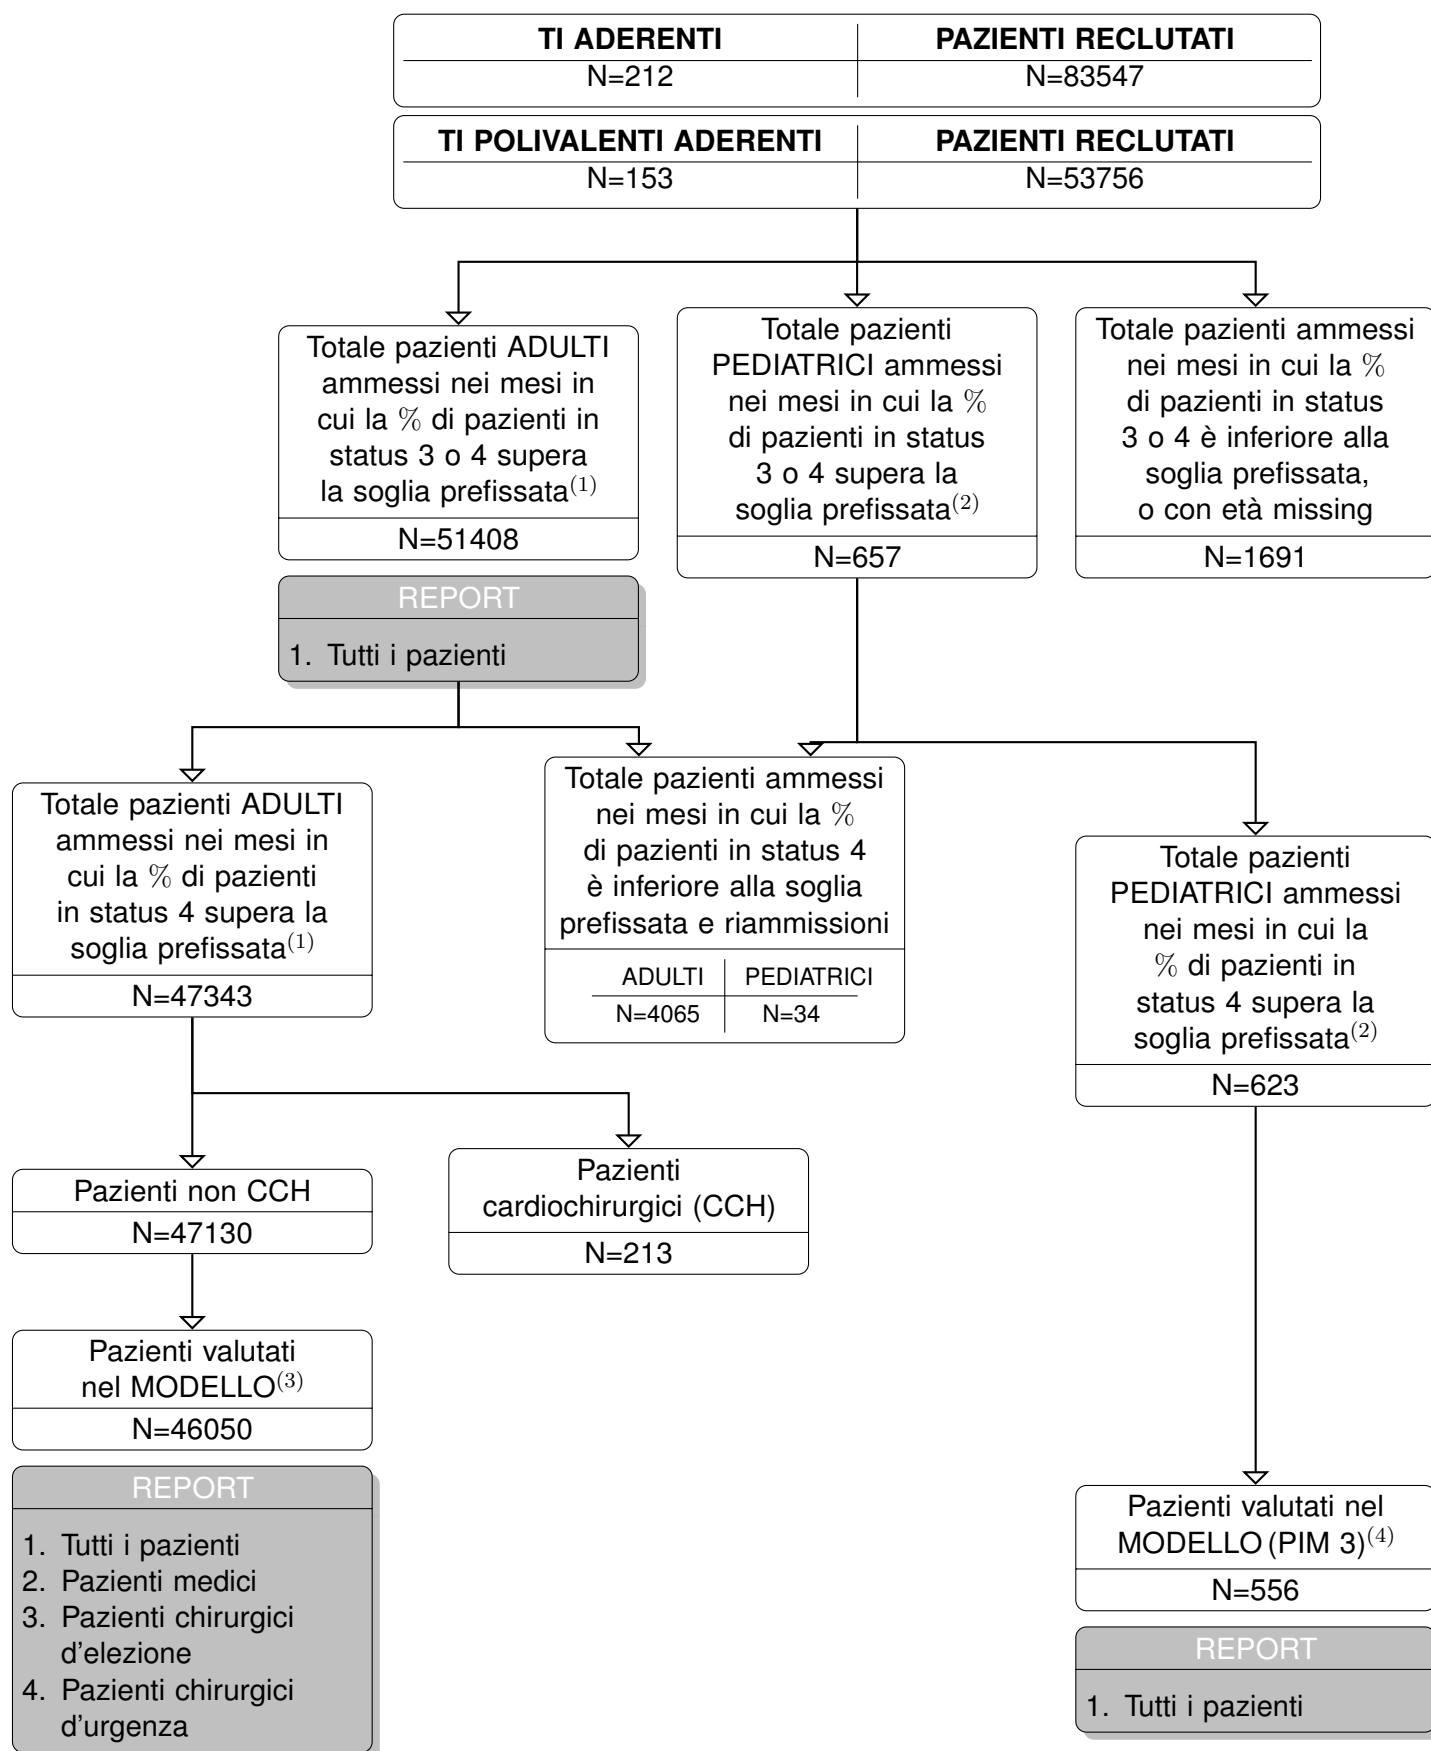 TI ADERENTI PAZIENTI RECLUTATI
N=212 N=83547
TI POLIVALENTI ADERENTI PAZIENTI RECLUTATI
N=153 N=53756
Totale pazienti ADULTI
ammessi nei mesi in
cui la % di pazienti in
status 3 o 4 supera
la soglia prefissata(1)
N=51408
REPORT
1. Tutti i pazienti
Totale pazienti
PEDIATRICI ammessi
nei mesi in cui la %
di pazienti in status
3 o 4 supera la
soglia prefissata(2)
N=657
Totale pazienti ammessi
nei mesi in cui la %
di pazienti in status
3 o 4 è inferiore alla
soglia prefissata,
o con età missing
N=1691
Totale pazienti ADULTI
ammessi nei mesi in
cui la % di pazienti
in status 4 supera la
soglia prefissata(1)
N=47343
Totale pazienti ammessi
nei mesi in cui la %
di pazienti in status 4
è inferiore alla soglia
prefissata e riammissioni
ADULTI PEDIATRICI
N=4065 N=34
Totale pazienti
PEDIATRICI ammessi
nei mesi in cui la
% di pazienti in
status 4 supera la
soglia prefissata(2)
N=623
Pazienti non CCH
N=47130
Pazienti
cardiochirurgici (CCH)
N=213
Pazienti valutati
nel MODELLO(3)
N=46050
REPORT
1. Tutti i pazienti
2. Pazienti medici
3. Pazienti chirurgici
d'elezione
4. Pazienti chirurgici
d'urgenza
Pazienti valutati nel
MODELLO (PIM 3)(4)
N=556
REPORT
1. Tutti i pazienti